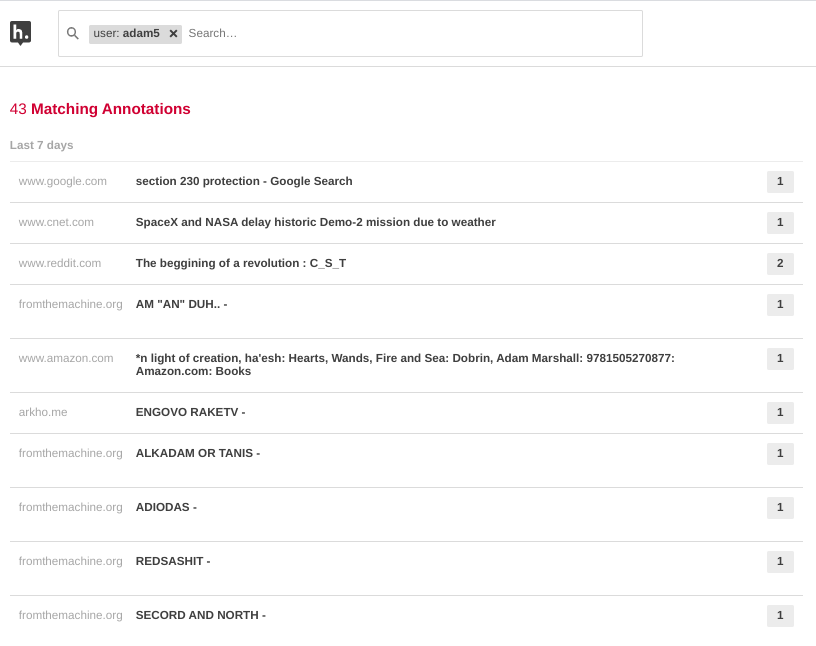 h.
user: adam5 × Search…
43 Matching Annotations
Last 7 days
www.google.com section 230 protection - Google Search 1
www.cnet.com SpaceX and NASA delay historic Demo-2 mission due to weather 1
www.reddit.com The beggining of a revolution : C_S_T 2
fromthemachine.org AM "AN" DUH.. - 1
www.amazon.com *n light of creation, ha'esh: Hearts, Wands, Fire and Sea: Dobrin, Adam Marshall: 9781505270877: 1
Amazon.com: Books
arkho.me ENGOVO RAKETV - 1
fromthemachine.org ALKADAM OR TANIS - 1
fromthemachine.org ADIODAS - 1
fromthemachine.org REDSASHIT - 1
fromthemachine.org SECORD AND NORTH - 1